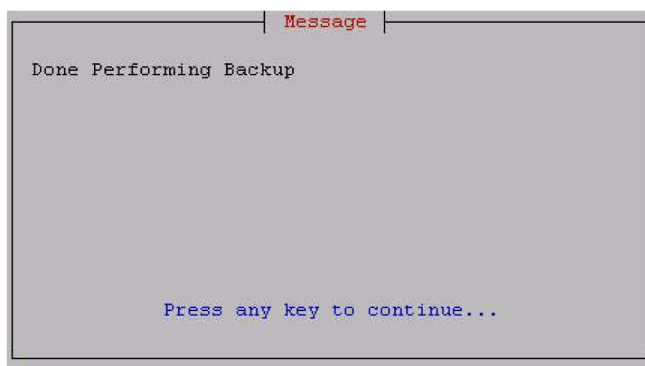 Message
Done Performing Backup
Press any key to continue...